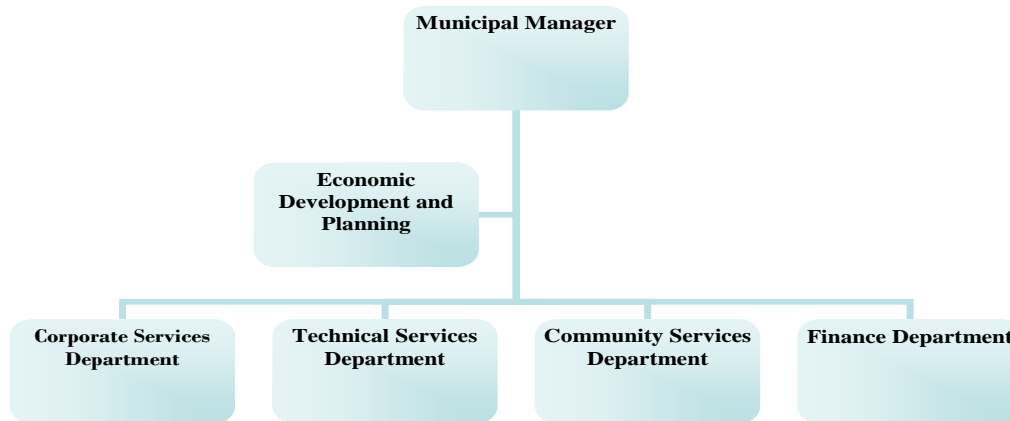 Municipal Manager
Economic
Development and
Planning
Corporate Services
Department
Technical Services
Department
Community Services
Department
Finance Department